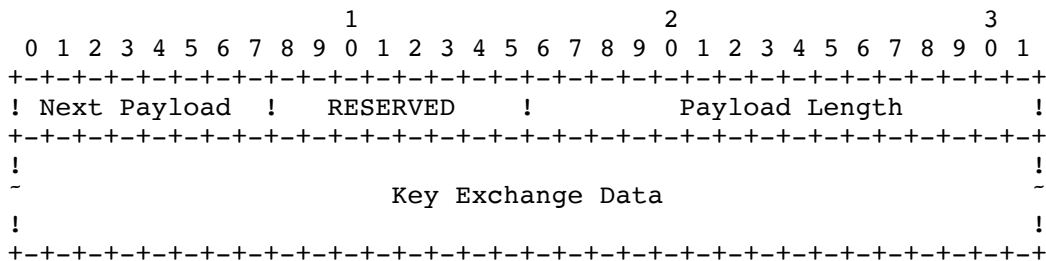 1                   2                   3
 0 1 2 3 4 5 6 7 8 9 0 1 2 3 4 5 6 7 8 9 0 1 2 3 4 5 6 7 8 9 0 1
+-+-+-+-+-+-+-+-+-+-+-+-+-+-+-+-+-+-+-+-+-+-+-+-+-+-+-+-+-+-+-+-+
! Next Payload  !   RESERVED    !         Payload Length        !
+-+-+-+-+-+-+-+-+-+-+-+-+-+-+-+-+-+-+-+-+-+-+-+-+-+-+-+-+-+-+-+-+
!                                                               !
~                       Key Exchange Data                       ~
!                                                               !
+-+-+-+-+-+-+-+-+-+-+-+-+-+-+-+-+-+-+-+-+-+-+-+-+-+-+-+-+-+-+-+-+